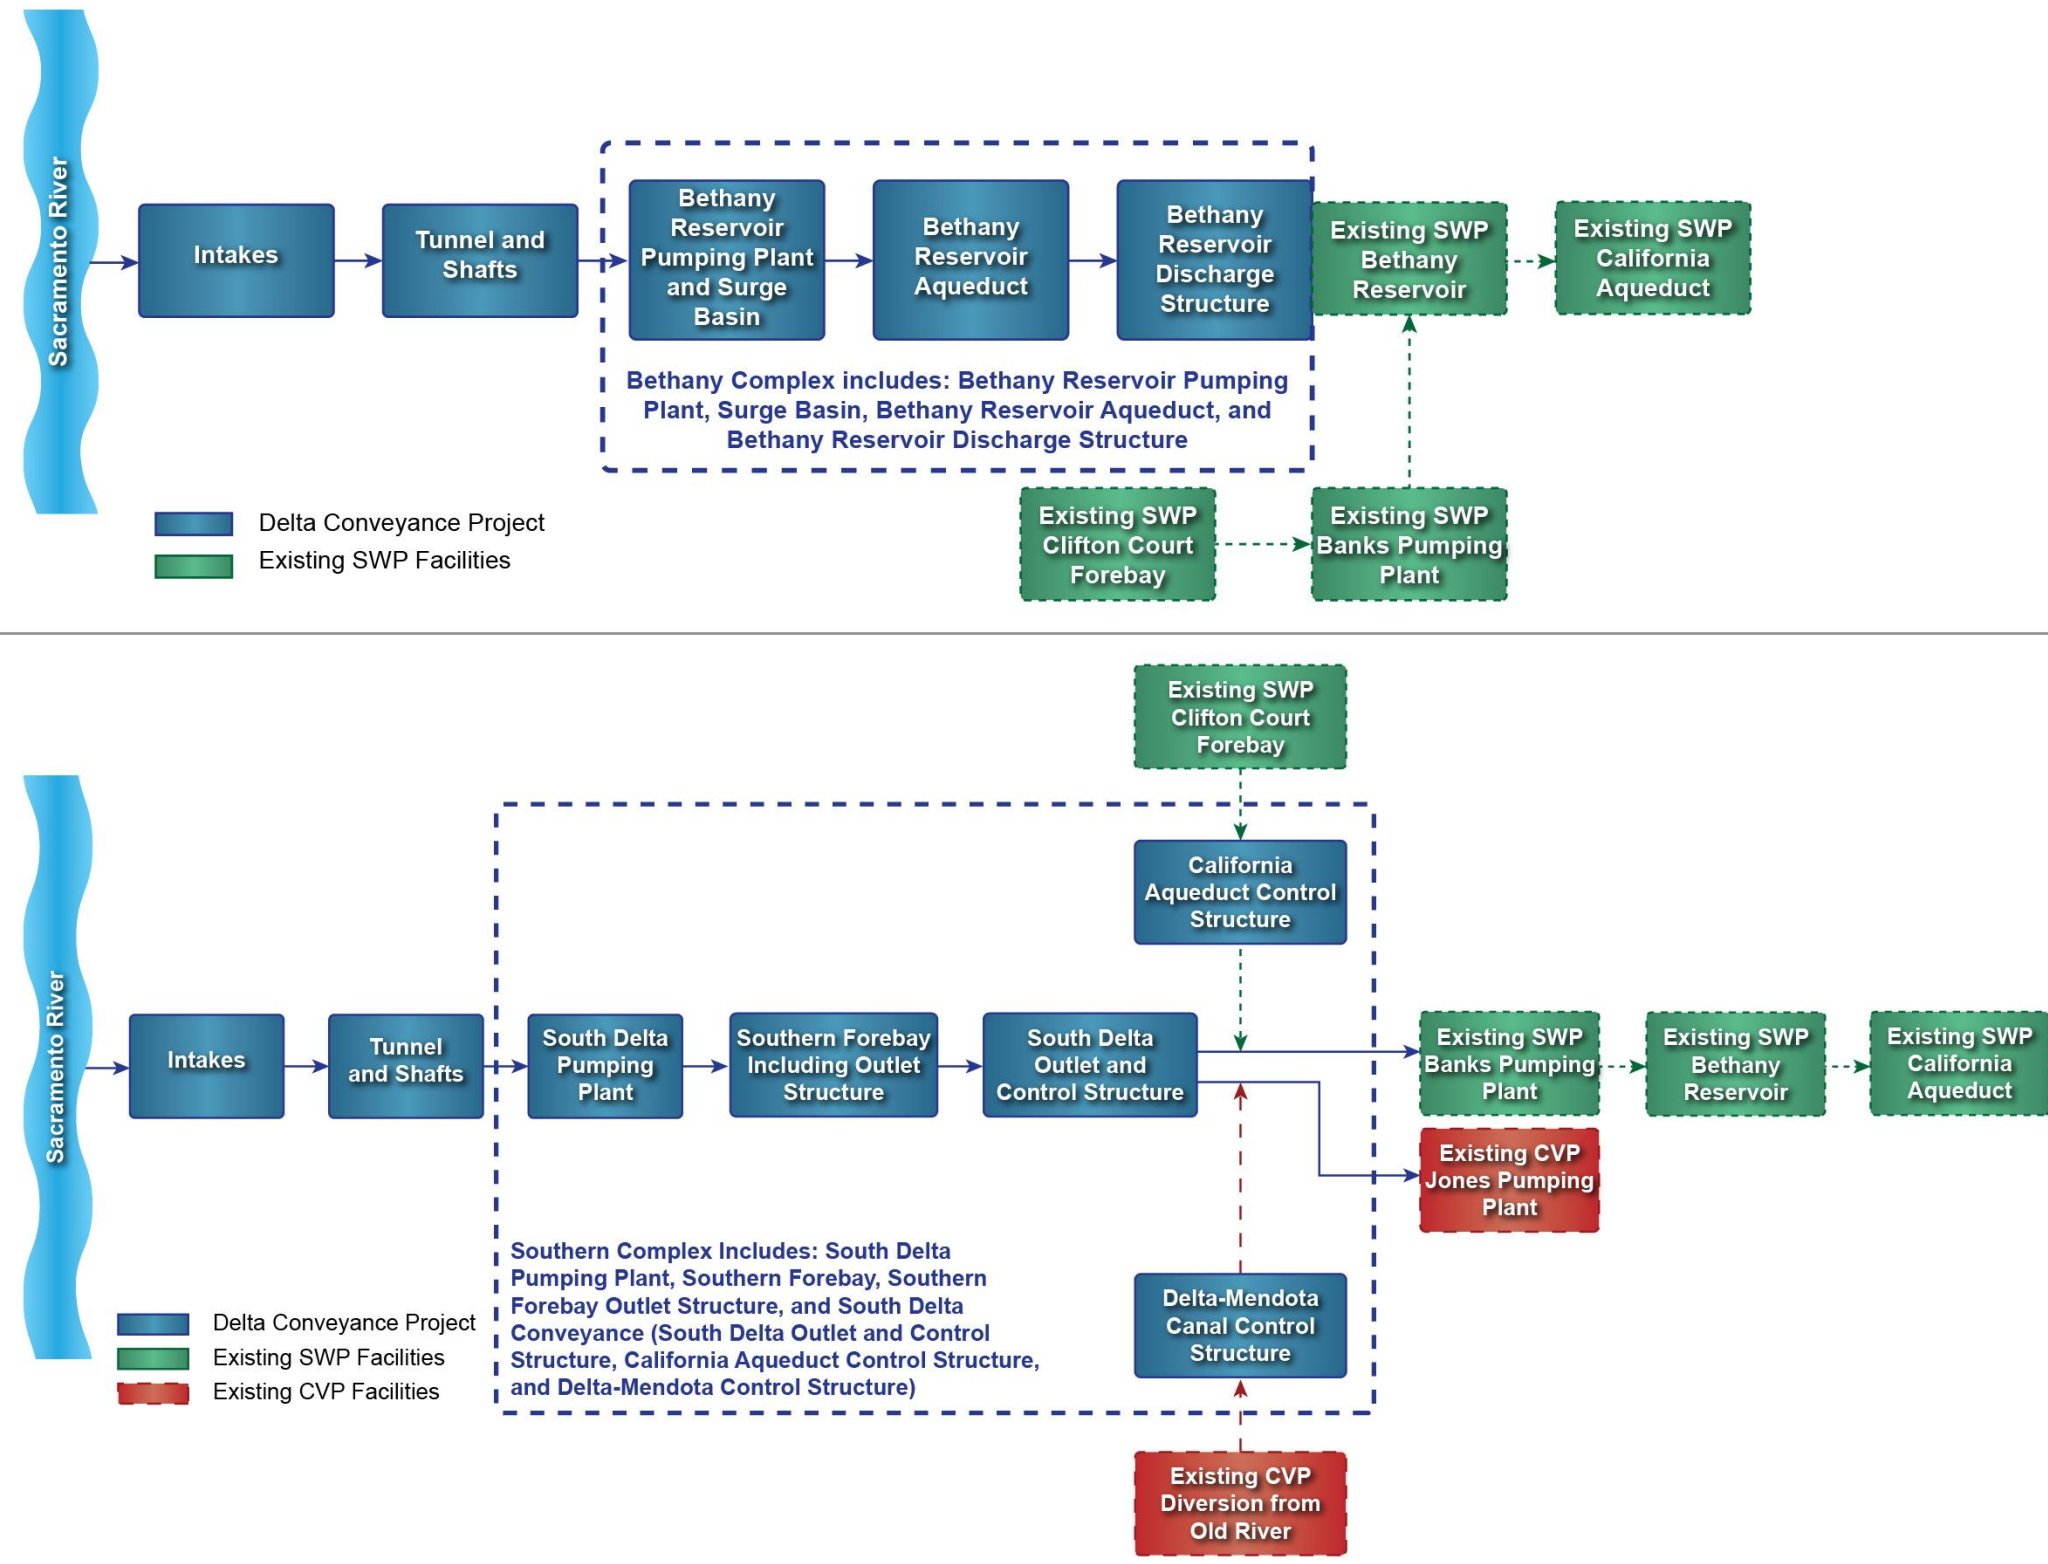 Sacramento River
Intakes
Tunnel and
Shafts
Bethany
Reservoir
Pumping Plant
and Surge
Basin
Bethany
Reservoir
Aqueduct
Bethany
Reservoir
Discharge
Structure
Existing SWP
Bethany
Reservoir
Existing SWP
California
Aqueduct
Bethany Complex includes: Bethany Reservoir Pumping
Plant, Surge Basin, Bethany Reservoir Aqueduct, and
Bethany Reservoir Discharge Structure
Existing SWP
Clifton Court
Forebay
Existing SWP
Banks Pumping
Plant
Delta Conveyance Project
Existing SWP Facilities
Existing SWP
Clifton Court
Forebay
California
Aqueduct Control
Structure
Sacramento River
Intakes
Tunnel
and Shafts
South Delta
Pumping
Plant
Southern Forebay
Including Outlet
Structure
South Delta
Outlet and
Control Structure
Existing SWP
Banks Pumping
Plant
Existing SWP
Bethany
Reservoir
Existing SWP
California
Aqueduct
Existing CVP
Jones Pumping
Plant
Southern Complex Includes: South Delta
Pumping Plant, Southern Forebay, Southern
Forebay Outlet Structure, and South Delta
Conveyance (South Delta Outlet and Control
Structure, California Aqueduct Control Structure,
and Delta-Mendota Control Structure)
Delta-Mendota
Canal Control
Structure
Delta Conveyance Project
Existing SWP Facilities
Existing CVP Facilities
Existing CVP
Diversion from
Old River